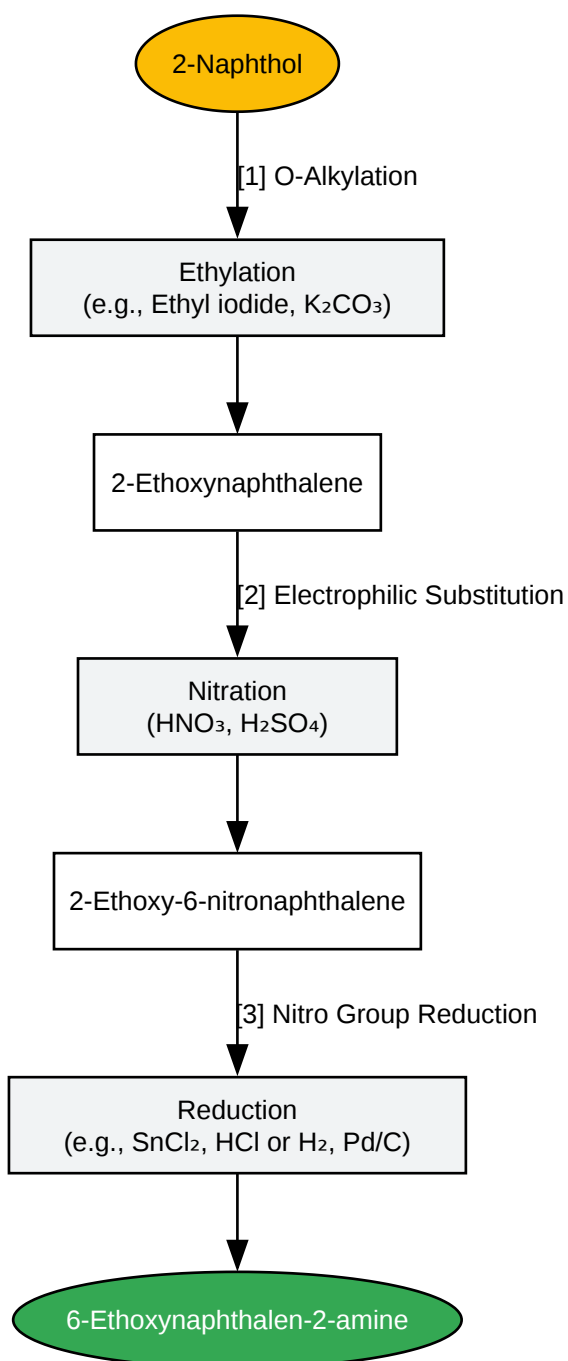 2-Naphthol
[1] O-Alkylation
Ethylation
(e.g., Ethyl iodide, K₂CO₃)
2-Ethoxynaphthalene
[2] Electrophilic Substitution
Nitration
(HNO₃, H₂SO₄)
2-Ethoxy-6-nitronaphthalene
[3] Nitro Group Reduction
Reduction
(e.g., SnCl₂, HCl or H₂, Pd/C)
6-Ethoxynaphthalen-2-amine